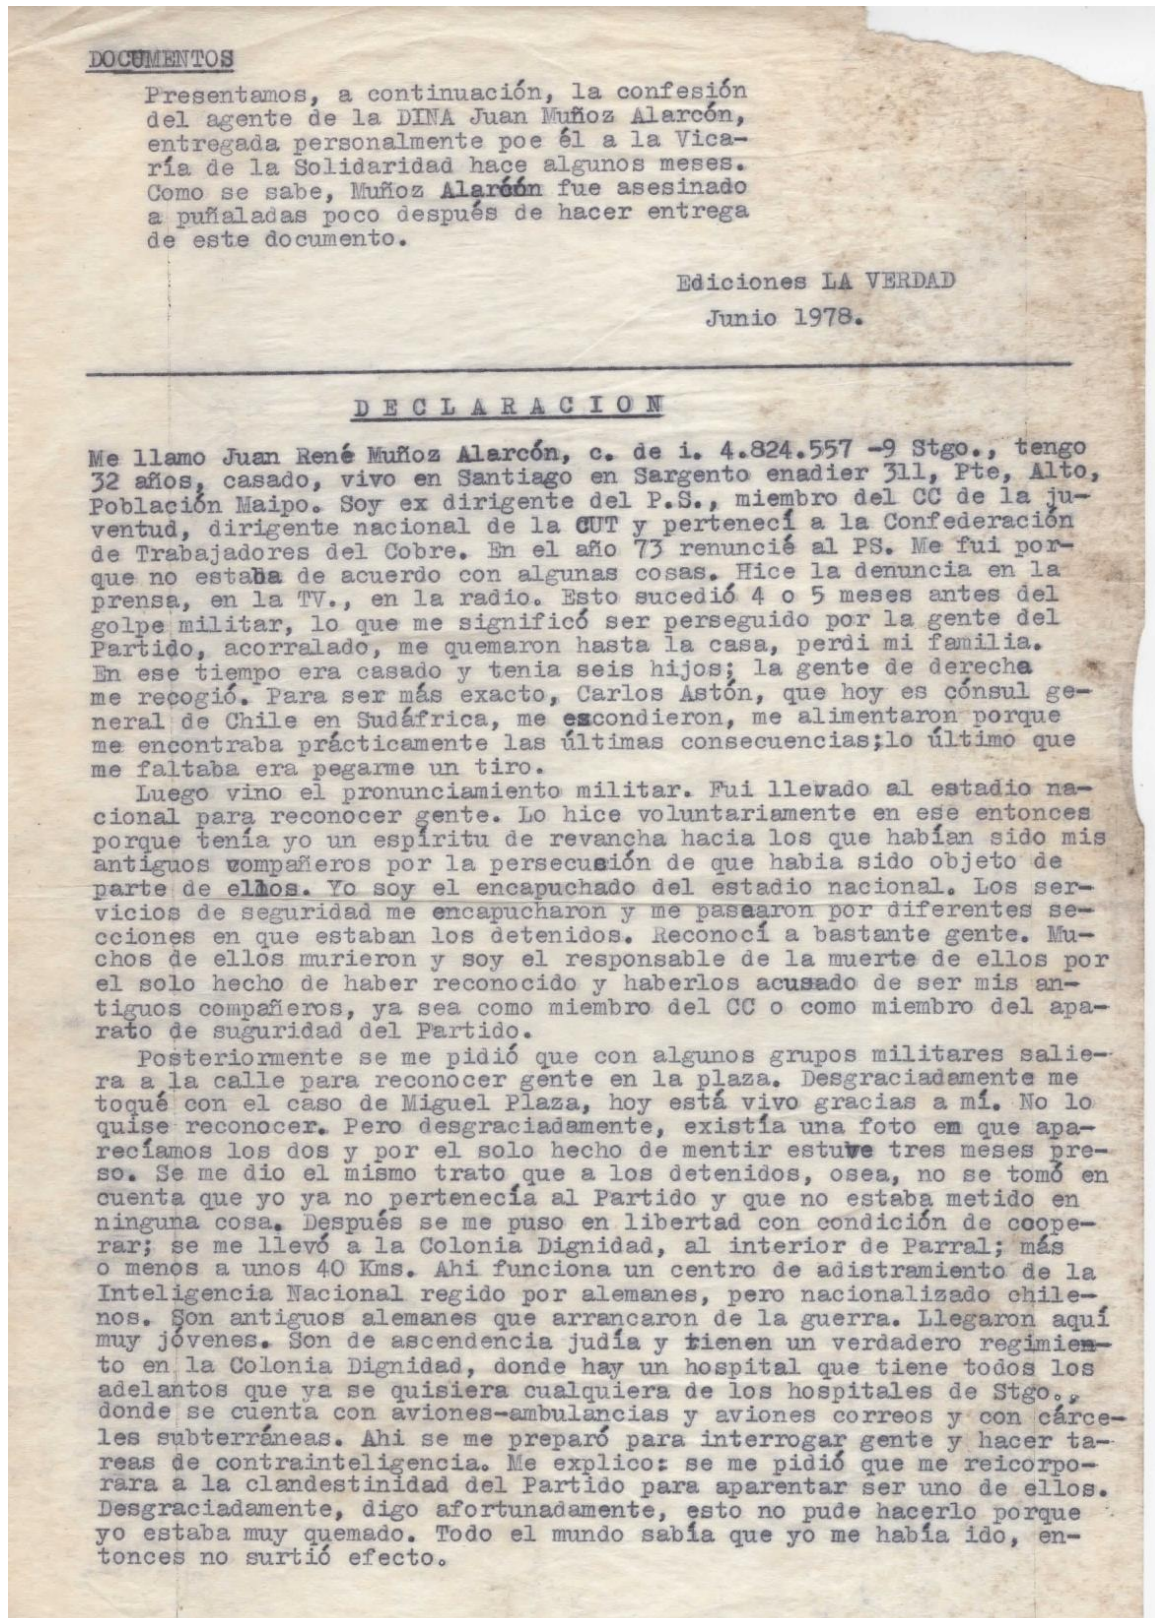 DOCUMENTOS
Presentamos, a continuación, la confesión
del agente de la DINA Juan Muñoz Alarcón,
entregada personalmente poe él a la Vica-
ría de la Solidaridad hace algunos meses.
Como se sabe, Muñoz Alarcón fue asesinado
a puñaladas poco después de hacer entrega
de este documento.
Ediciones LA VERDAD
Junio 1978.
D E C L A R A C I O N
Me llamo Juan René Muñoz Alarcón, c. de i. 4.824.557 -9 Stgo., tengo
32 años, casado, vivo en Santiago en Sargento enadier 311, Pte, Alto,
Población Maipo. Soy ex dirigente del P.S., miembro del CC de la ju-
ventud, dirigente nacional de la CUT y pertenecí a la Confederación
de Trabajadores del Cobre. En el año 73 renuncié al PS. Me fui por-
que no estaba de acuerdo con algunas cosas. Hice la denuncia en la
prensa, en la TV., en la radio. Esto sucedió 4 o 5 meses antes del
golpe militar, lo que me significó ser perseguido por la gente del
Partido, acorralado, me quemaron hasta la casa, perdi mi familia.
En ese tiempo era casado y tenia seis hijos; la gente de derecha
me recogió. Para ser más exacto, Carlos Astón, que hoy es cónsul ge-
neral de Chile en Sudáfrica, me escondieron, me alimentaron porque
me encontraba prácticamente las últimas consecuencias;lo último que
me faltaba era pegarme un tiro.
Luego vino el pronunciamiento militar. Fui llevado al estadio na-
cional para reconocer gente. Lo hice voluntariamente en ese entonces
porque tenía yo un espíritu de revancha hacia los que habían sido mis
antiguos compañeros por la persecusión de que habia sido objeto de
parte de ellos. Yo soy el encapuchado del estadio nacional. Los ser-
vicios de seguridad me encapucharon y me pasearon por diferentes se-
cciones en que estaban los detenidos. Reconocí a bastante gente. Mu-
chos de ellos murieron y soy el responsable de la muerte de ellos por
el solo hecho de haber reconocido y haberlos acusado de ser mis an-
tiguos compañeros, ya sea como miembro del CC o como miembro del apa-
rato de suguridad del Partido.
Posteriormente se me pidió que con algunos grupos militares salie-
ra a la calle para reconocer gente en la plaza. Desgraciadamente me
toqué con el caso de Miguel Plaza, hoy está vivo gracias a mí. No lo
quise reconocer. Pero desgraciadamente, existía una foto en que apa-
recíamos los dos y por el solo hecho de mentir estuve tres meses pre-
so. Se me dio el mismo trato que a los detenidos, osea, no se tomó en
cuenta que yo ya no pertenecía al Partido y que no estaba metido en
ninguna cosa. Después se me puso en libertad con condición de coope-
rar; se me llevó a la Colonia Dignidad, al interior de Parral; más
o menos a unos 40 Kms. Ahi funciona un centro de adistramiento de la
Inteligencia Nacional regido por alemanes, pero nacionalizado chile-
nos. Son antiguos alemanes que arrancaron de la guerra. Llegaron aquí
muy jóvenes. Son de ascendencia judía y tienen un verdadero regimien-
to en la Colonia Dignidad, donde hay un hospital que tiene todos los
adelantos que ya se quisiera cualquiera de los hospitales de Stgo.,
donde se cuenta con aviones-ambulancias y aviones correos y con cárce-
les subterráneas. Ahi se me preparó para interrogar gente y hacer ta-
reas de contrainteligencia. Me explico: se me pidió que me reicorpo-
rara a la clandestinidad del Partido para aparentar ser uno de ellos.
Desgraciadamente, digo afortunadamente, esto no pude hacerlo porque
yo estaba muy quemado. Todo el mundo sabía que yo me había ido, en-
tonces no surtió efecto.